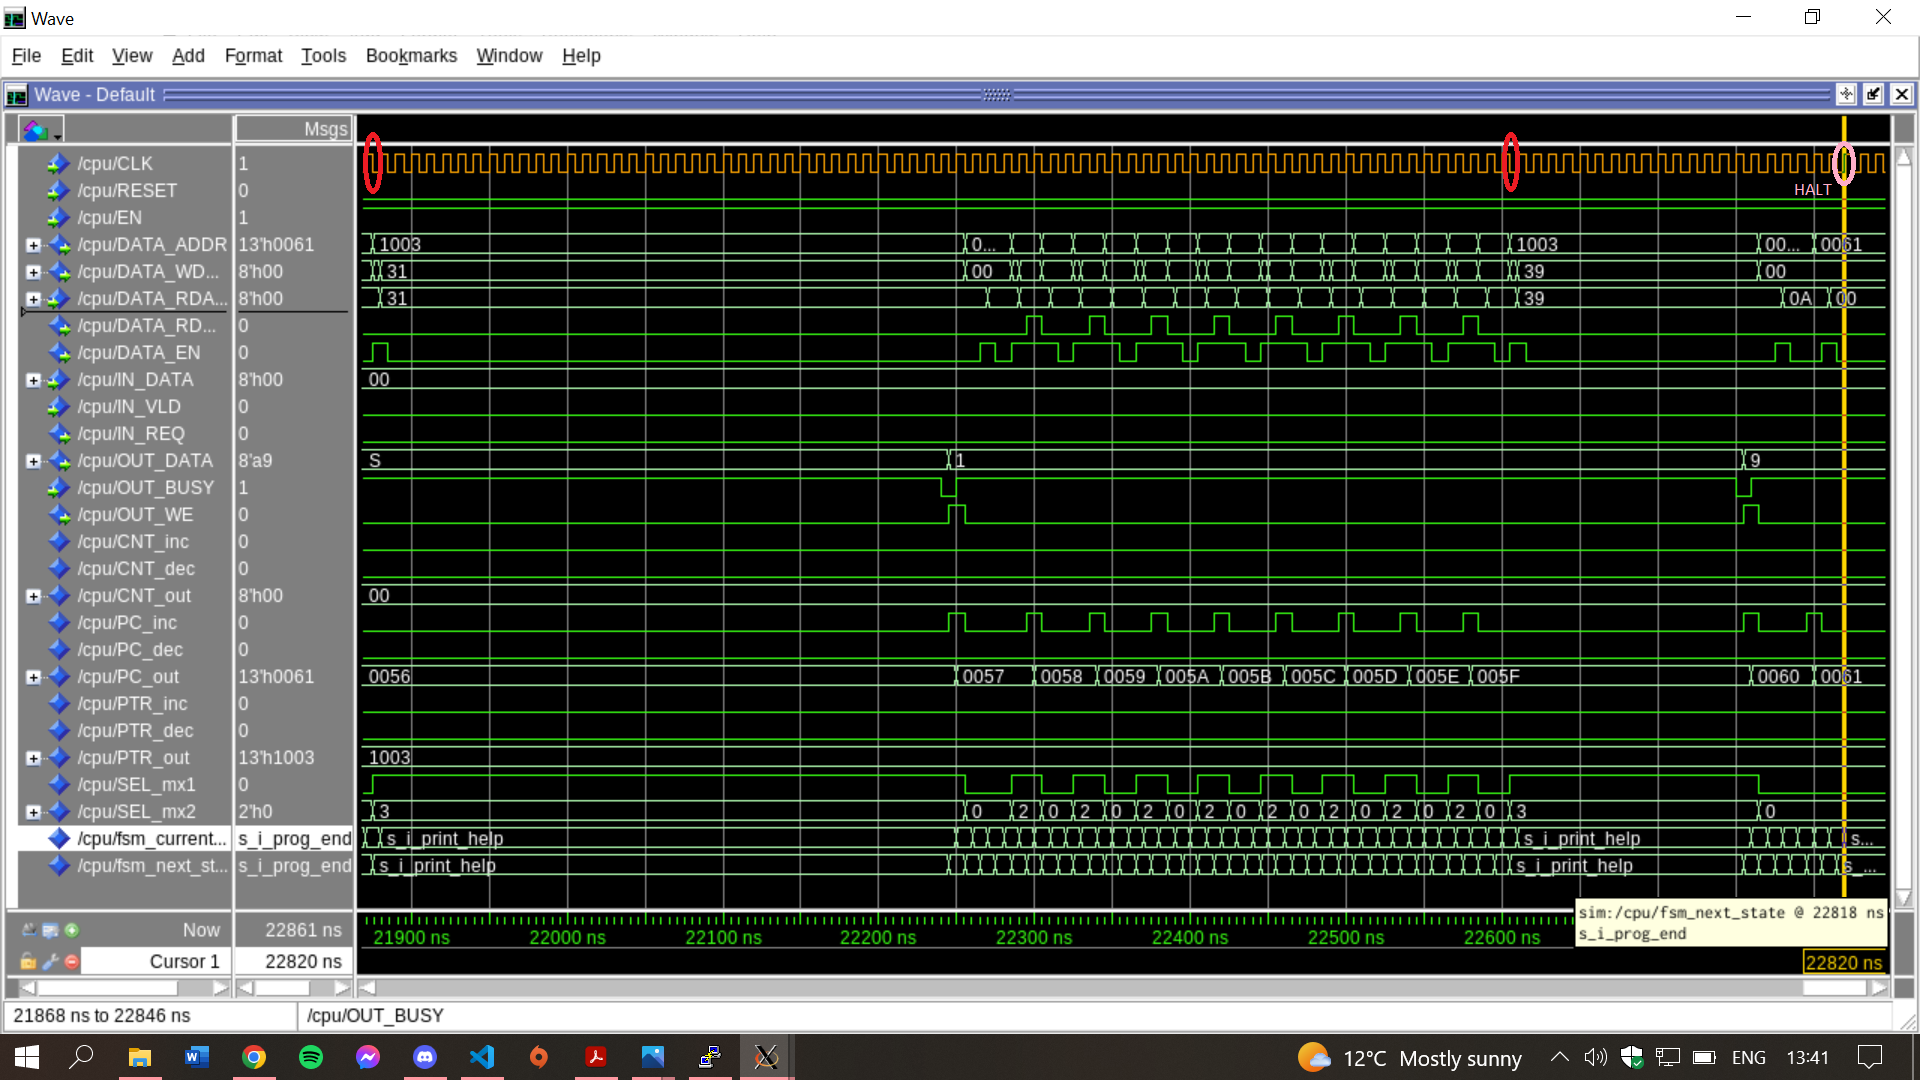 Wave
File Edit View Add Format Tools Bookmarks Window Help
Wave - Default
Msgs
/cpu/CLK 1
/cpu/RESET 0 HALT
/cpu/EN 1
/cpu/DATA_ADDR 13'h0061 1003 0... 1003 00... 0061
/cpu/DATA_WD... 8'h00 31 00 39 00
/cpu/DATA_RDA... 8'h00 31 39 0A 00
/cpu/DATA_RD... 0
/cpu/DATA_EN 0
/cpu/IN_DATA 8'h00 00
/cpu/IN_VLD 0
/cpu/IN_REQ 0
/cpu/OUT_DATA 8'a9 S 1 9
/cpu/OUT_BUSY 1
/cpu/OUT_WE 0
/cpu/CNT_inc 0
/cpu/CNT_dec 0
/cpu/CNT_out 8'h00 00
/cpu/PC_inc 0
/cpu/PC_dec 0
/cpu/PC_out 13'h0061 0056 0057 0058 0059 005A 005B 005C 005D 005E 005F 0060 0061
/cpu/PTR_inc 0
/cpu/PTR_dec 0
/cpu/PTR_out 13'h1003 1003
/cpu/SEL_mx1 0
/cpu/SEL_mx2 2'h0 3 0 2 0 2 0 2 0 2 0 2 0 2 0 2 0 2 0 3 0
/cpu/fsm_current... s_i_prog_end s_i_print_help s_i_print_help s...
/cpu/fsm_next_st... s_i_prog_end s_i_print_help s_i_print_help s_...
sim:/cpu/fsm_next_state @ 22818 ns
s_i_prog_end
Now 22861 ns 21900 ns 22000 ns 22100 ns 22200 ns 22300 ns 22400 ns 22500 ns 22600 ns
Cursor 1 22820 ns 22820 ns
21868 ns to 22846 ns /cpu/OUT_BUSY
12°C Mostly sunny ENG 13:41